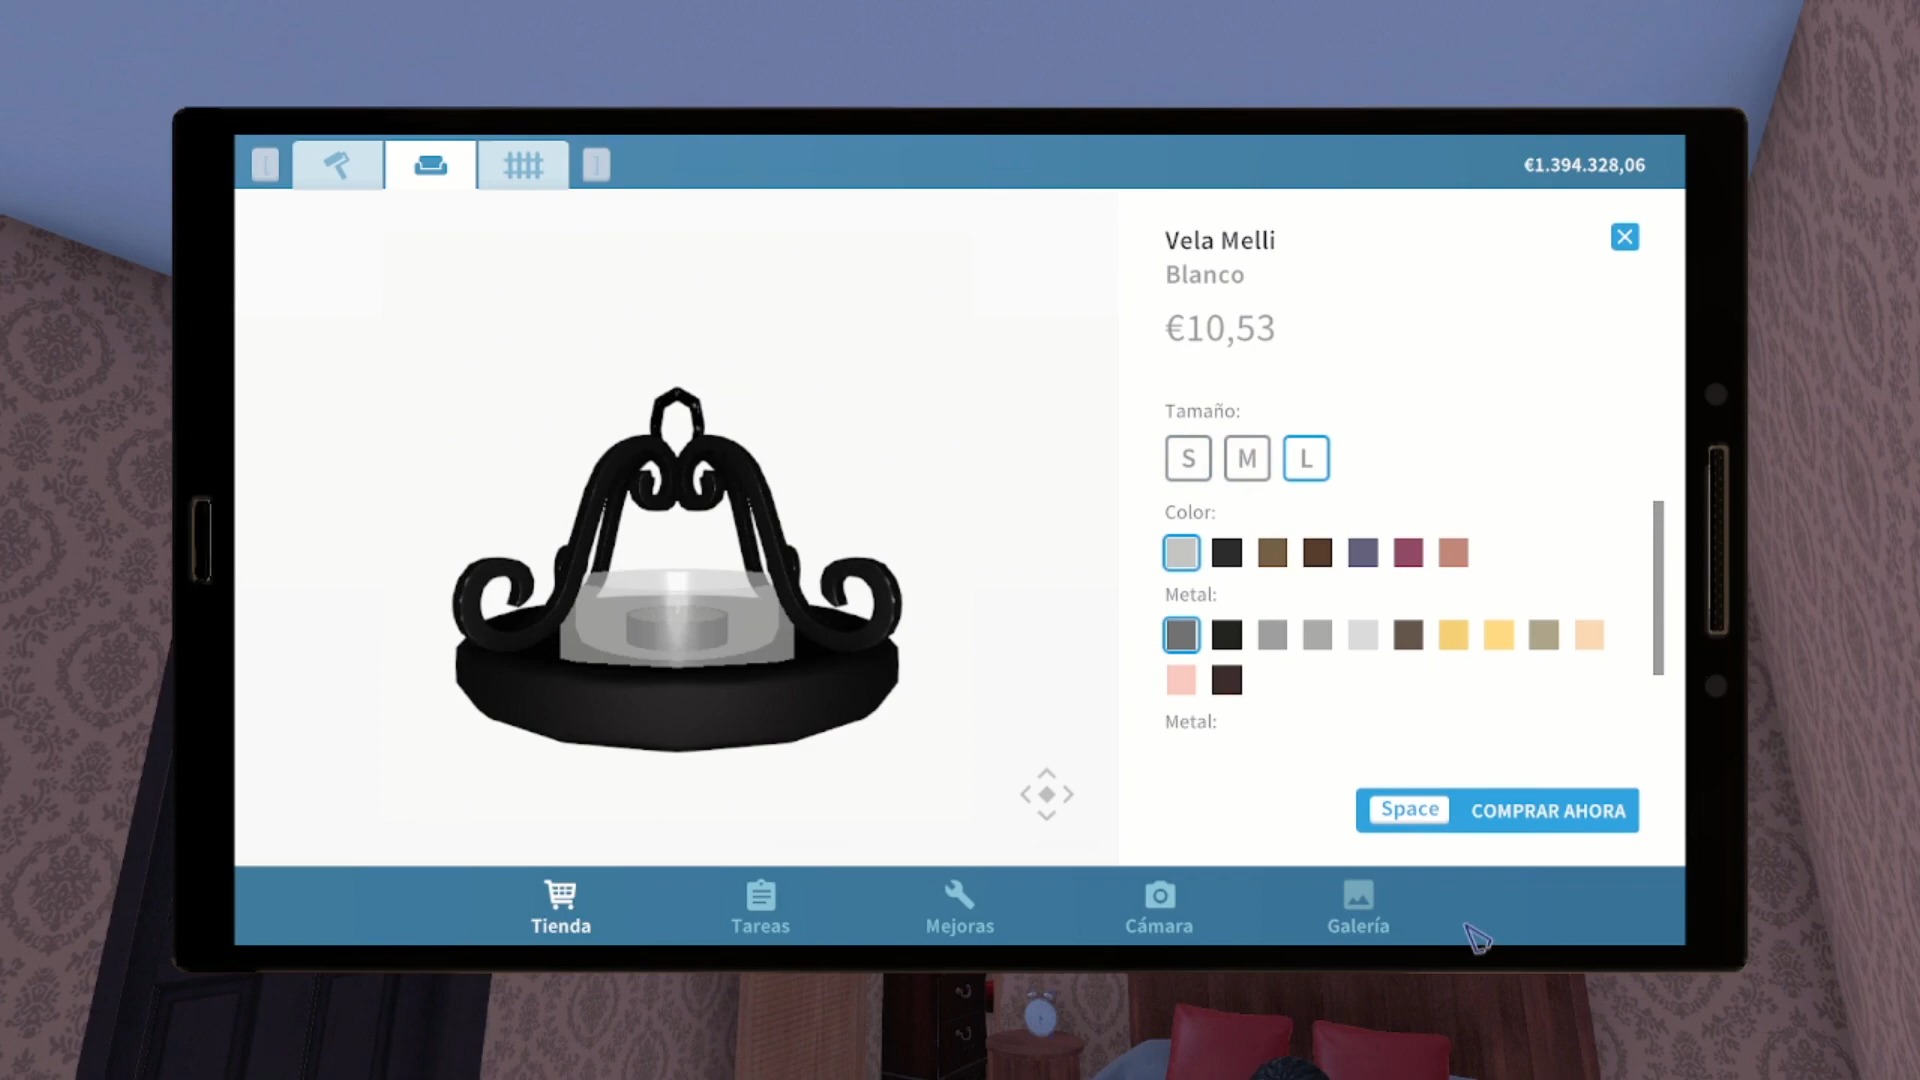 €1.394.328,06
Vela Melli
Blanco
€10,53
Tamaño:
S M L
Color:
Metal:
Metal:
Space COMPRAR AHORA
Tienda Tareas Mejoras Cámara Galería